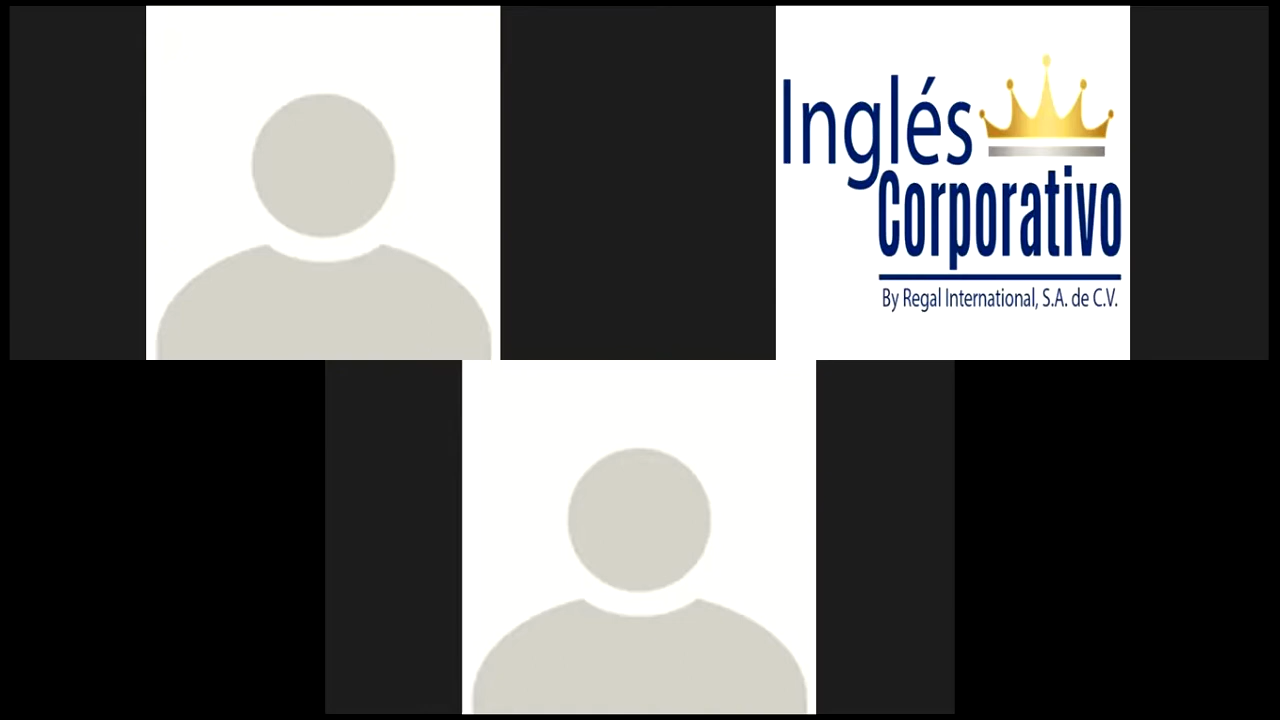 Inglés
Corporativo
By Regal International, S.A. de C.V.